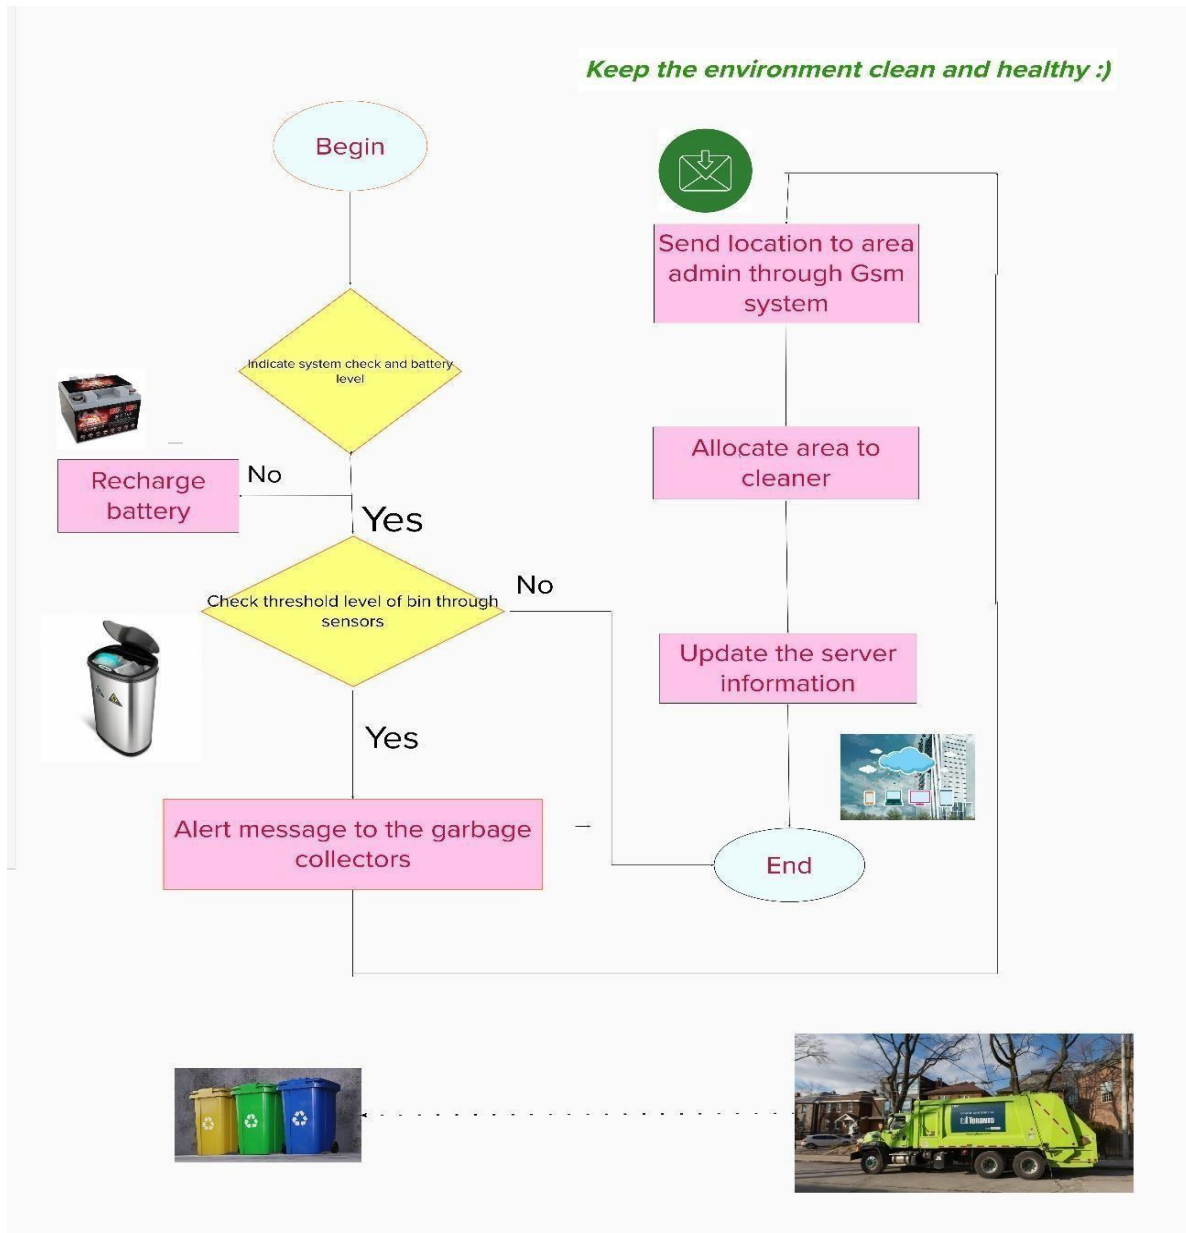 Keep the environment clean and healthy :)
Begin
Indicate system check and battery
level
Recharge
battery
No
Yes
Check threshold level of bin through
sensors
No
Yes
Alert message to the garbage
collectors
Send location to area
admin through Gsm
system
Allocate area to
cleaner
Update the server
information
End
TORONTO